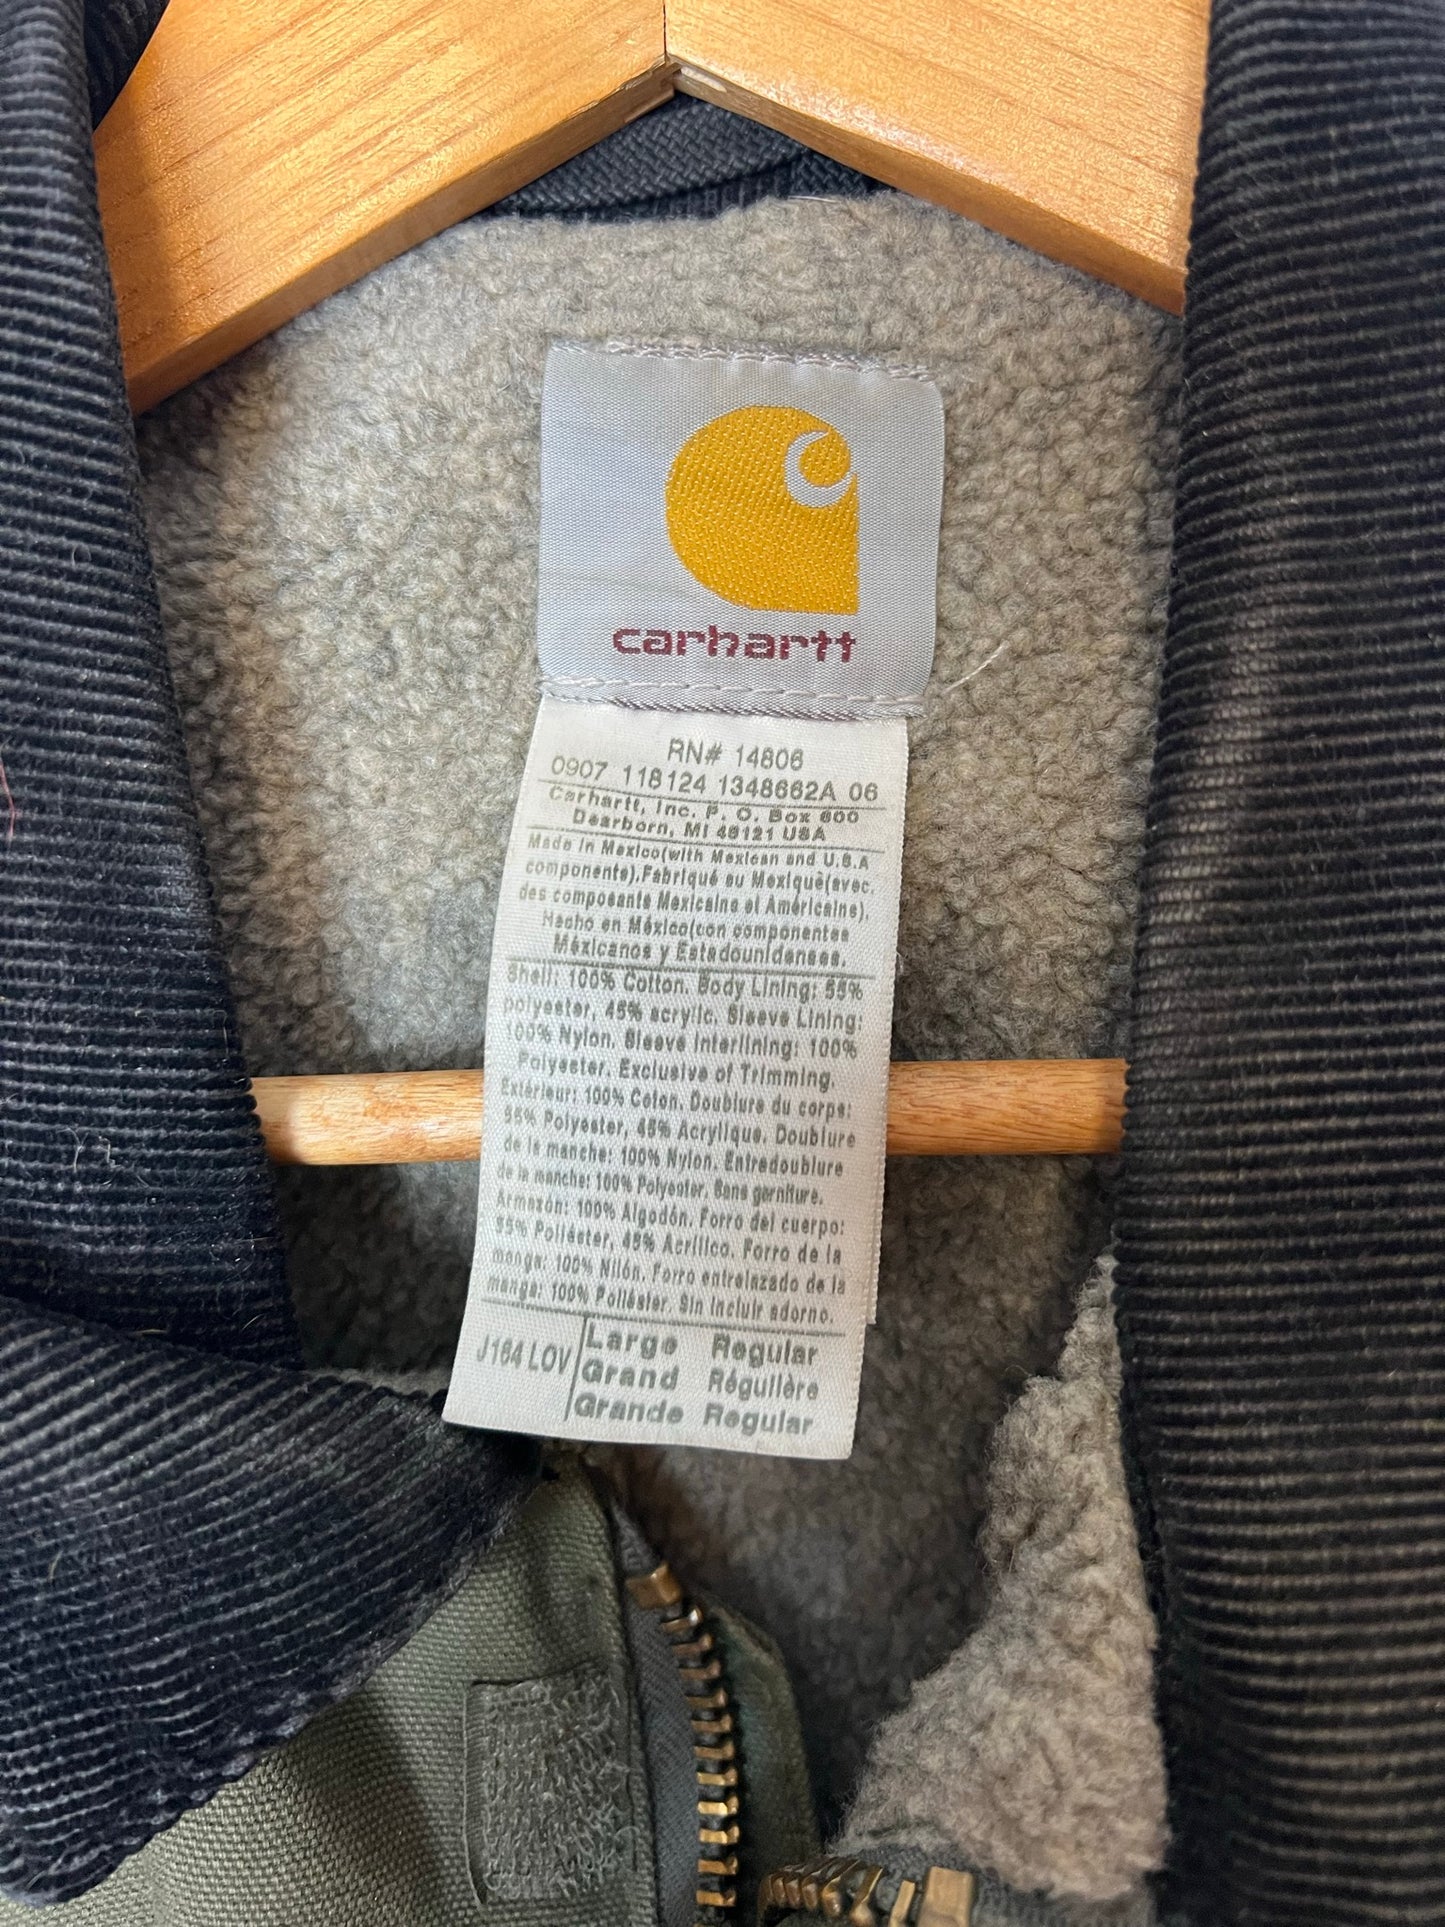 carhartt
RN# 14806
0907 118124 1348662A 06
Carhartt, Inc. P. O. Box 600
Dearborn, MI 48121 USA
Made in Mexico(with Mexican and U.S.A
components).Fabriqué au Mexiquè(avec.
des composants Mexicains et Américains).
Hecho en México(con componentes
Méxicanos y Estadounidenses.
Shell: 100% Cotton. Body Lining: 55%
polyester, 45% acrylic. Sleeve Lining:
100% Nylon. Sleeve Interlining: 100%
Polyester. Exclusive of Trimming.
Extérieur: 100% Coton. Doublure du corps:
55% Polyester, 45% Acrylique. Doublure
de la manche: 100% Nylon. Entredoublure
de la manche: 100% Polyester. Sans garniture.
Armazón: 100% Algodón. Forro del cuerpo:
55% Poliéster, 45% Acrílico. Forro de la
manga: 100% Nilón. Forro entrelazado de la
manga: 100% Poliéster. Sin incluir adorno.
J164 LOV
Large Regular
Grand Régulière
Grande Regular